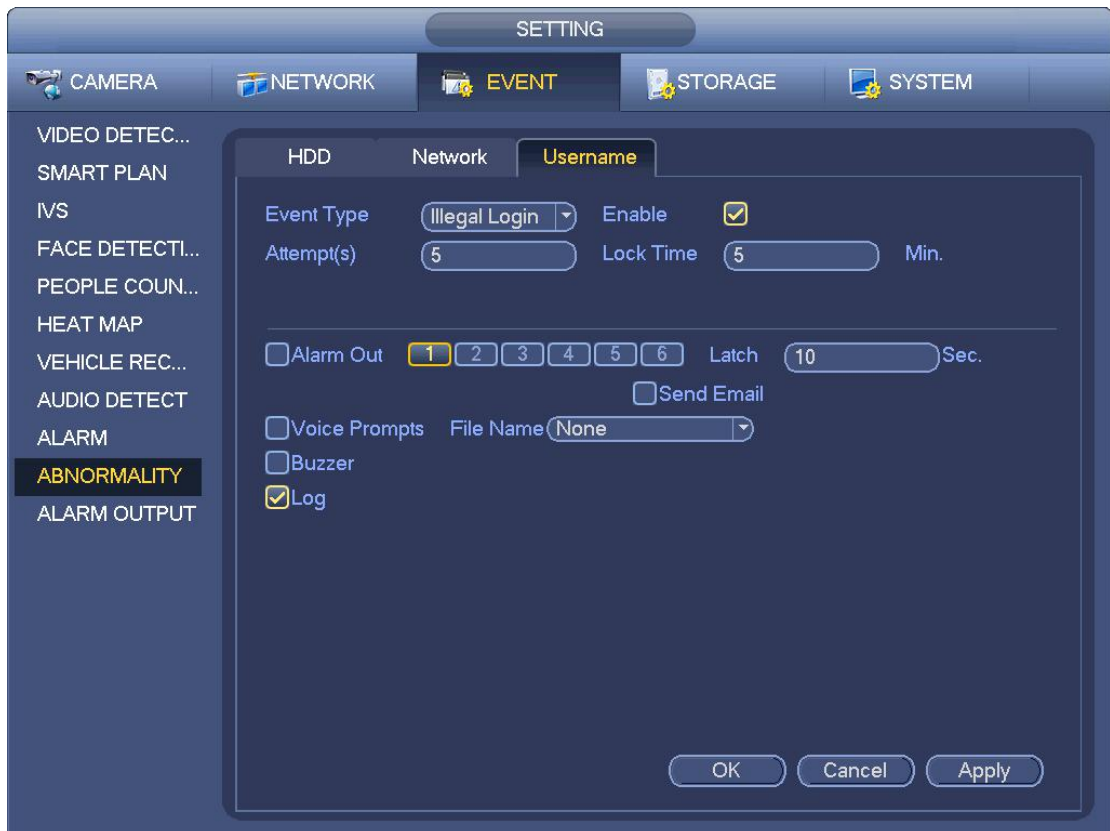 SETTING
CAMERA NETWORK EVENT STORAGE SYSTEM
VIDEO DETEC...
SMART PLAN
IVS
FACE DETECTI...
PEOPLE COUN...
HEAT MAP
VEHICLE REC...
AUDIO DETECT
ALARM
ABNORMALITY
ALARM OUTPUT
HDD Network Username
Event Type Illegal Login Enable
Attempt(s) 5 Lock Time 5 Min.
Alarm Out 1 2 3 4 5 6 Latch 10 Sec.
Send Email
Voice Prompts File Name None
Buzzer
Log
OK Cancel Apply